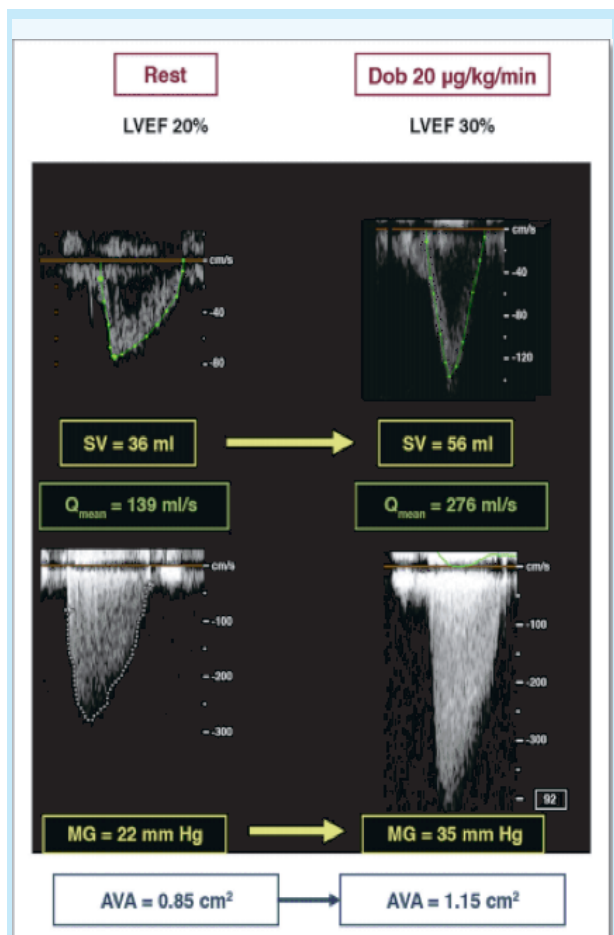 Rest
Dob 20 µg/kg/min
LVEF 20%
LVEF 30%
cm/s
-40
-80
cm/s
-40
-80
-120
SV = 36 ml
SV = 56 ml
Qmean = 139 ml/s
Qmean = 276 ml/s
cm/s
-100
-200
-300
cm/s
-100
-200
-300
92
MG = 22 mm Hg
MG = 35 mm Hg
AVA = 0.85 cm²
AVA = 1.15 cm²